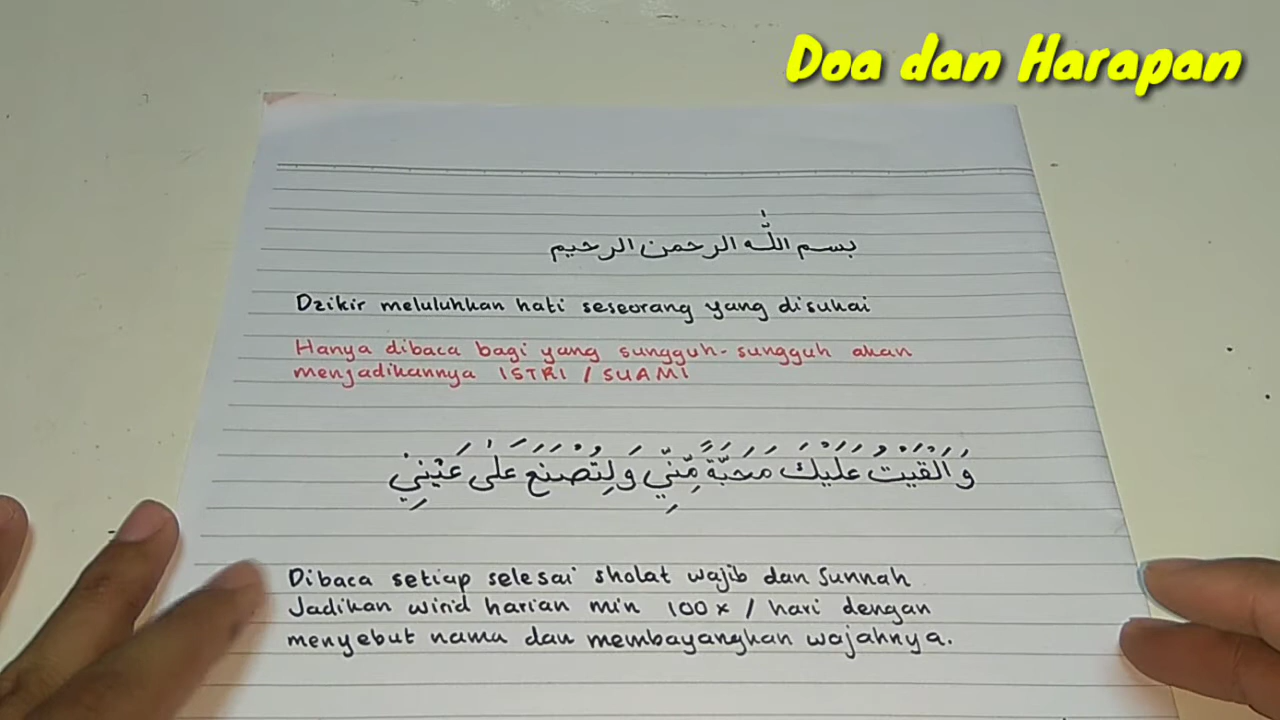 Doa dan Harapan
بسم اللّٰه الرحمن الرحيم
Dzikir meluluhkan hati seseorang yang disukai
Hanya dibaca bagi yang sungguh-sungguh akan
menjadikannya ISTRI / SUAMI
وَاَلْقَيْتُ عَلَيْكَ مَحَبَّةً مِّنِّيْ وَلِتُصْنَعَ عَلٰى عَيْنِيْ
Dibaca setiap selesai sholat wajib dan sunnah
Jadikan wirid harian min 100x / hari dengan
menyebut nama dan membayangkan wajahnya.